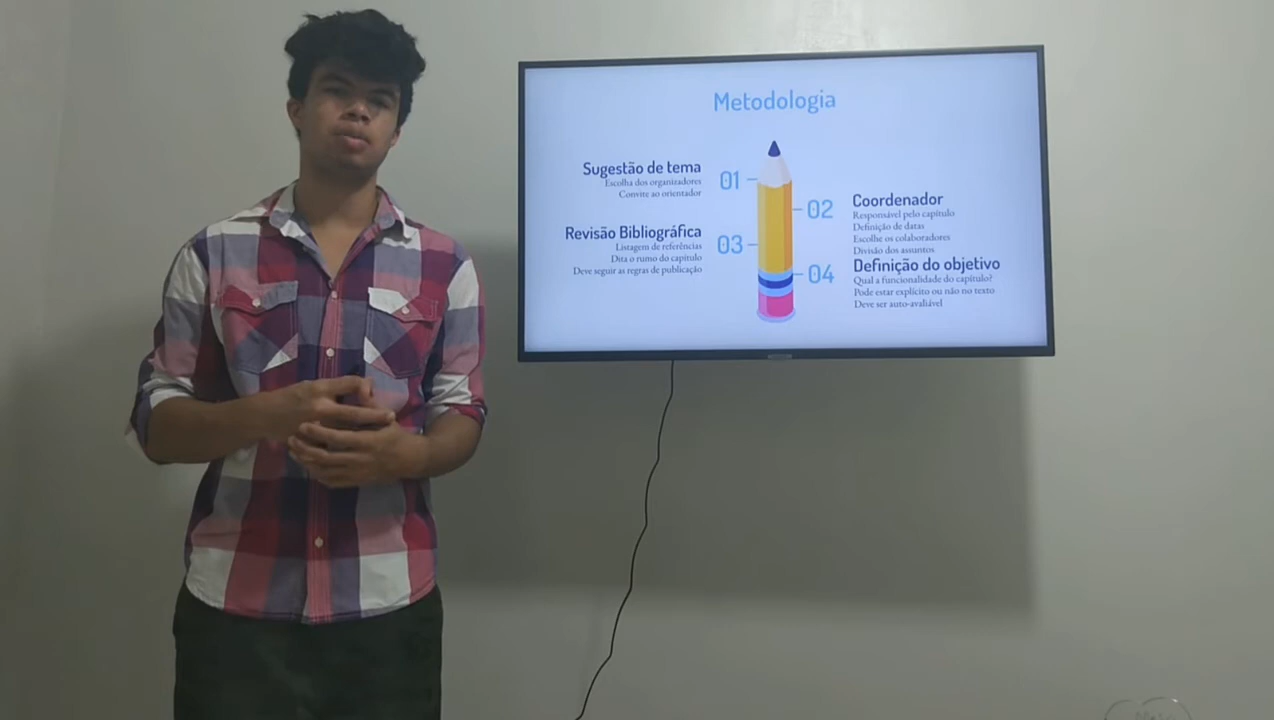 Metodologia
Sugestão de tema
Escolha dos organizadores
Convite ao orientador
01
02
Coordenador
Responsável pelo capítulo
Definição de datas
Escolhe os colaboradores
Divisão dos assuntos
Revisão Bibliográfica
Listagem de referências
Dita o rumo do capítulo
Deve seguir as regras de publicação
03
04
Definição do objetivo
Qual a funcionalidade do capítulo?
Pode estar explícito ou não no texto
Deve ser auto-avaliável